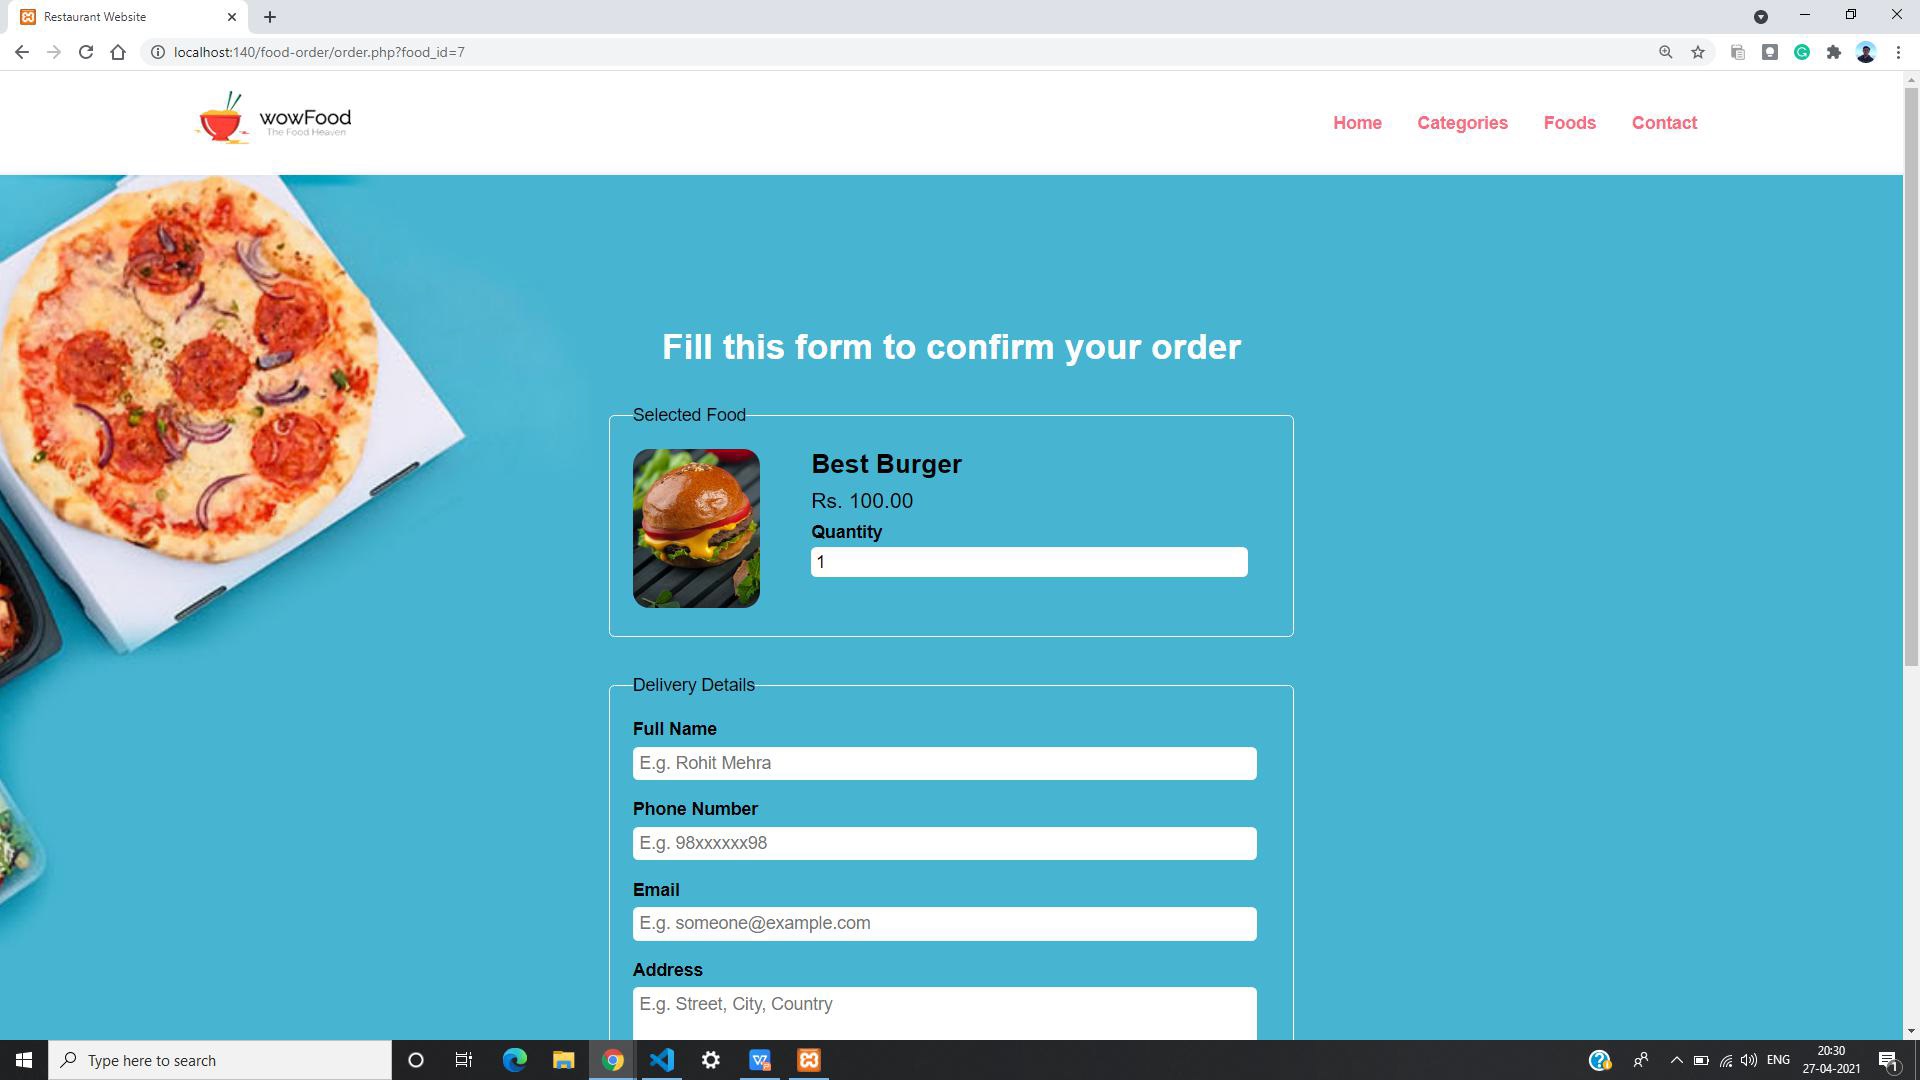 Restaurant Website
localhost:140/food-order/order.php?food_id=7
wowFood
The Food Heaven
Home Categories Foods Contact
Fill this form to confirm your order
Selected Food
Best Burger
Rs. 100.00
Quantity
1
Delivery Details
Full Name
E.g. Rohit Mehra
Phone Number
E.g. 98xxxxxx98
Email
E.g. someone@example.com
Address
E.g. Street, City, Country
Type here to search
ENG
20:30
27-04-2021
1